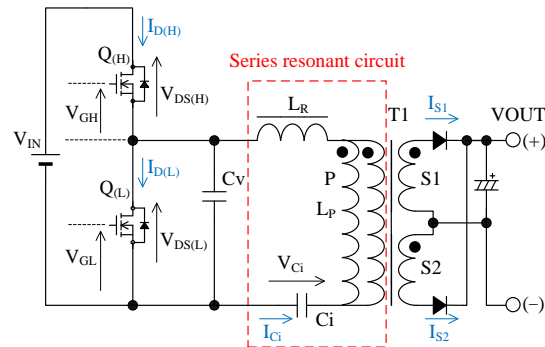 I_D(H)
Series resonant circuit
Q_(H)
V_DS(H)
V_GH
L_R
T1
I_S1
VOUT
(+)
V_IN
I_D(L)
Cv
P
S1
+
Q_(L)
L_P
V_DS(L)
V_GL
V_Ci
S2
I_Ci
Ci
I_S2
(−)